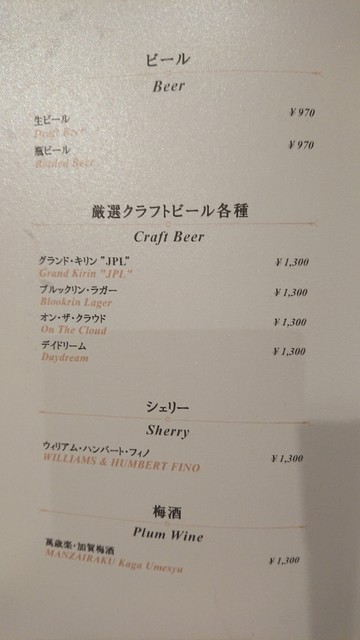 ビール
Beer
生ビール ¥970
Draft Beer
瓶ビール ¥970
Bottled Beer
厳選クラフトビール各種
Craft Beer
グランド・キリン "JPL" ¥1,300
Grand Kirin "JPL"
ブルックリン・ラガー ¥1,300
Blookrin Lager
オン・ザ・クラウド ¥1,300
On The Cloud
デイドリーム ¥1,300
Daydream
シェリー
Sherry
ウィリアム・ハンバート・フィノ ¥1,300
WILLIAMS & HUMBERT FINO
梅酒
Plum Wine
萬歳楽・加賀梅酒 ¥1,300
MANZAIRAKU Kaga Umesyu